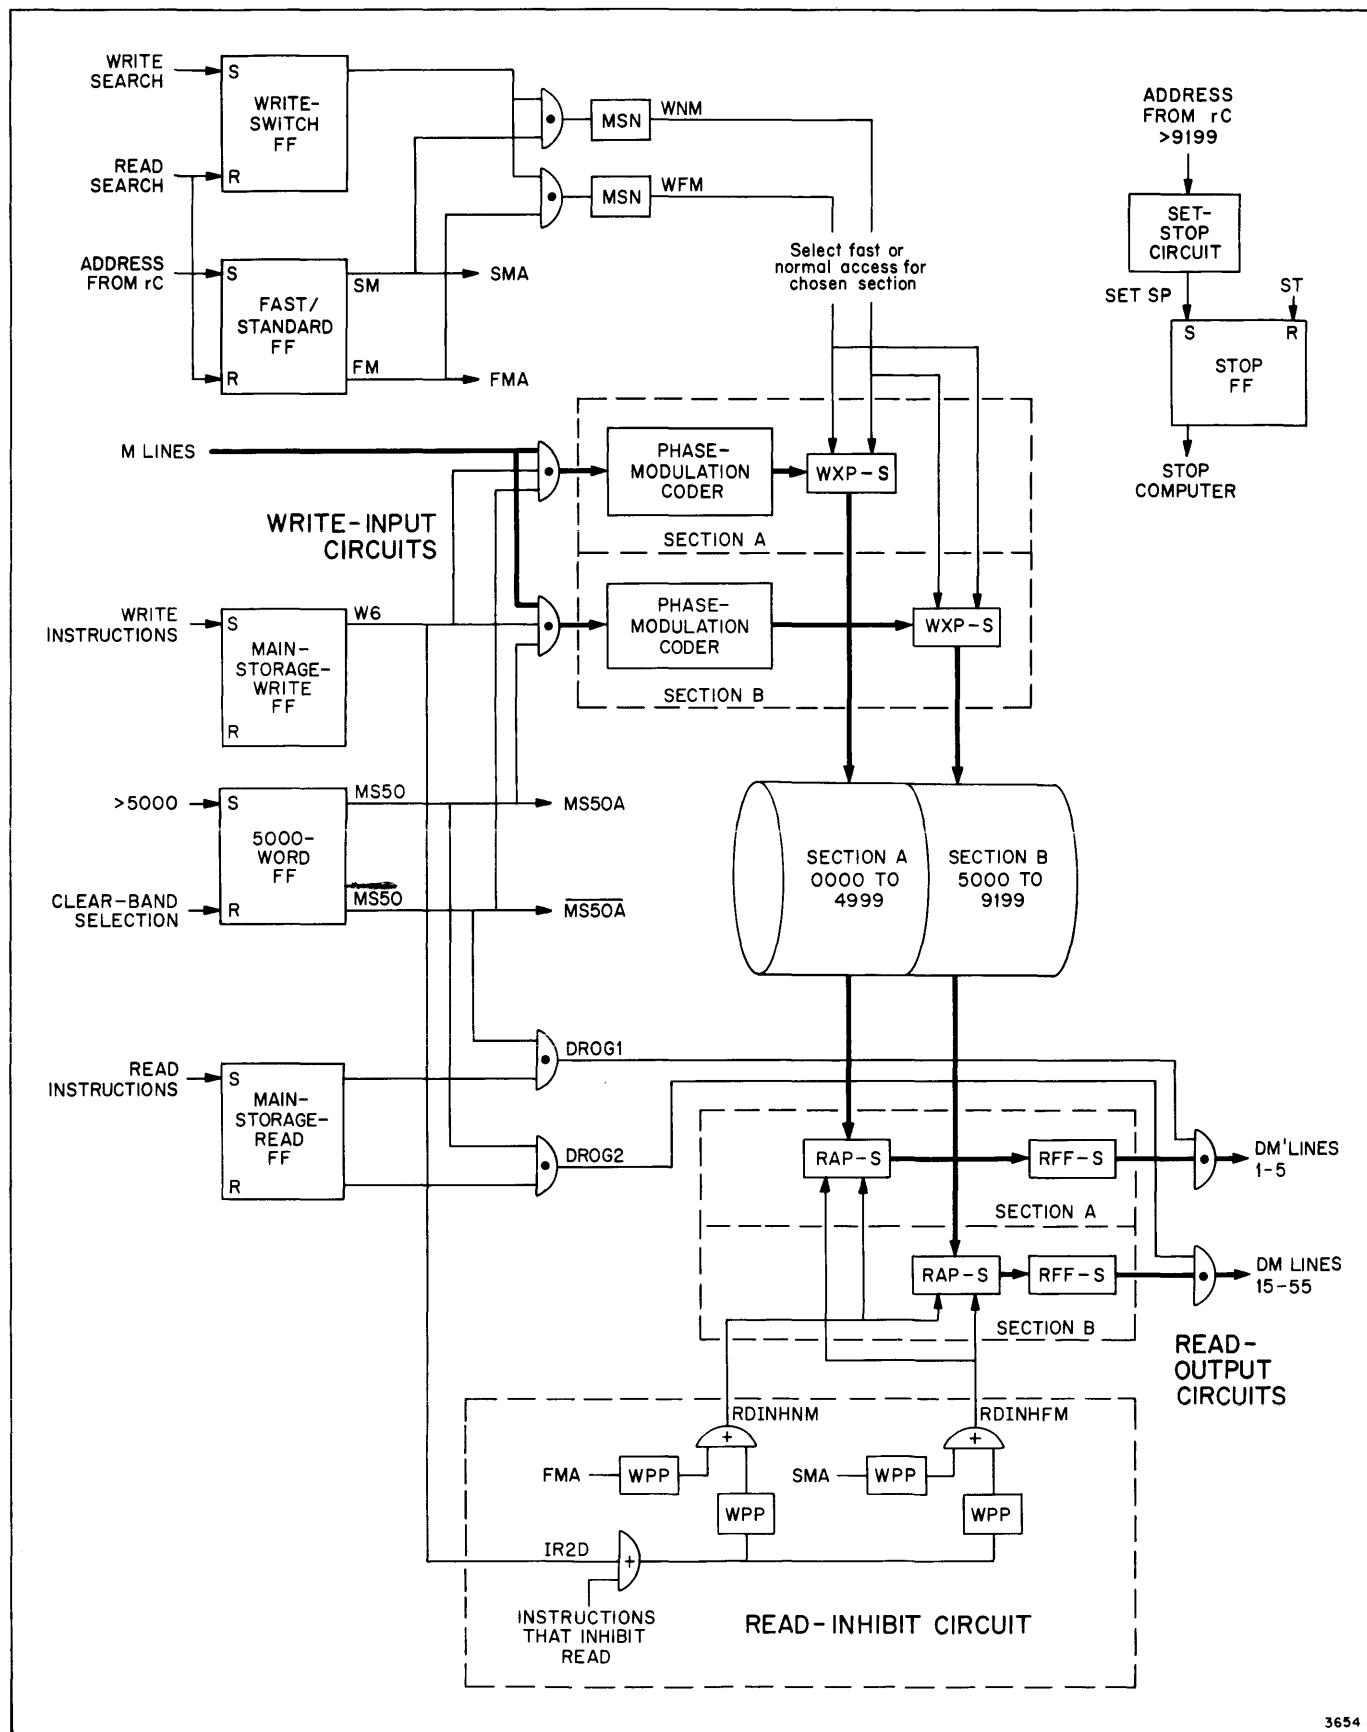 WRITE
SEARCH
S
WRITE-
SWITCH
FF
READ
SEARCH
R
MSN
WNM
MSN
WFM
ADDRESS
FROM rC
>9199
SET-
STOP
CIRCUIT
SET SP
ST
S
R
STOP
FF
STOP
COMPUTER
ADDRESS
FROM rC
S
SM
SMA
FAST/
STANDARD
FF
R
FM
FMA
Select fast or
normal access for
chosen section
M LINES
PHASE-
MODULATION
CODER
WXP-S
SECTION A
WRITE-INPUT
CIRCUITS
PHASE-
MODULATION
CODER
WXP-S
SECTION B
WRITE
INSTRUCTIONS
S
W6
MAIN-
STORAGE-
WRITE
FF
R
>5000
S
MS50
MS50A
5000-
WORD
FF
CLEAR-BAND
SELECTION
R
MS50
MS50A
SECTION A
0000 TO
4999
SECTION B
5000 TO
9199
READ
INSTRUCTIONS
S
MAIN-
STORAGE-
READ
FF
R
DROG1
DROG2
RAP-S
RFF-S
DM' LINES
1-5
SECTION A
RAP-S
RFF-S
DM LINES
15-55
SECTION B
READ-
OUTPUT
CIRCUITS
RDINHNM
RDINHFM
+
+
FMA
WPP
SMA
WPP
WPP
WPP
IR2D
+
INSTRUCTIONS
THAT INHIBIT
READ
READ-INHIBIT CIRCUIT
3654